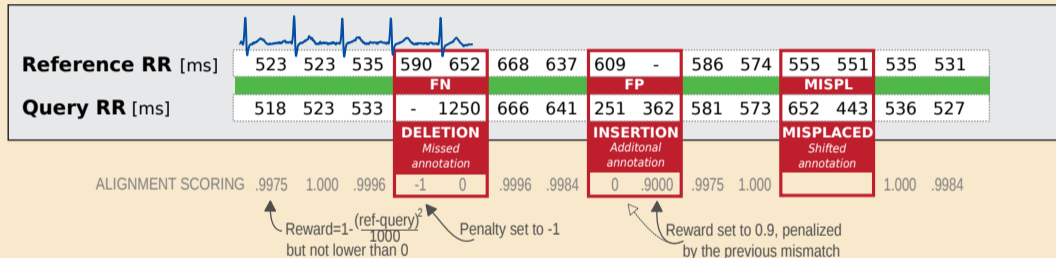 Reference RR [ms] 523 523 535 590 652 668 637 609 - 586 574 555 551 535 531
FN FP MISPL
Query RR [ms] 518 523 533 - 1250 666 641 251 362 581 573 652 443 536 527
DELETION INSERTION MISPLACED
Missed Additonal Shifted
annotation annotation annotation
ALIGNMENT SCORING .9975 1.000 .9996 -1 0 .9996 .9984 0 .9000 .9975 1.000 1.000 .9984
Reward=1-(ref-query)²/1000 Penalty set to -1 Reward set to 0.9, penalized
but not lower than 0 by the previous mismatch